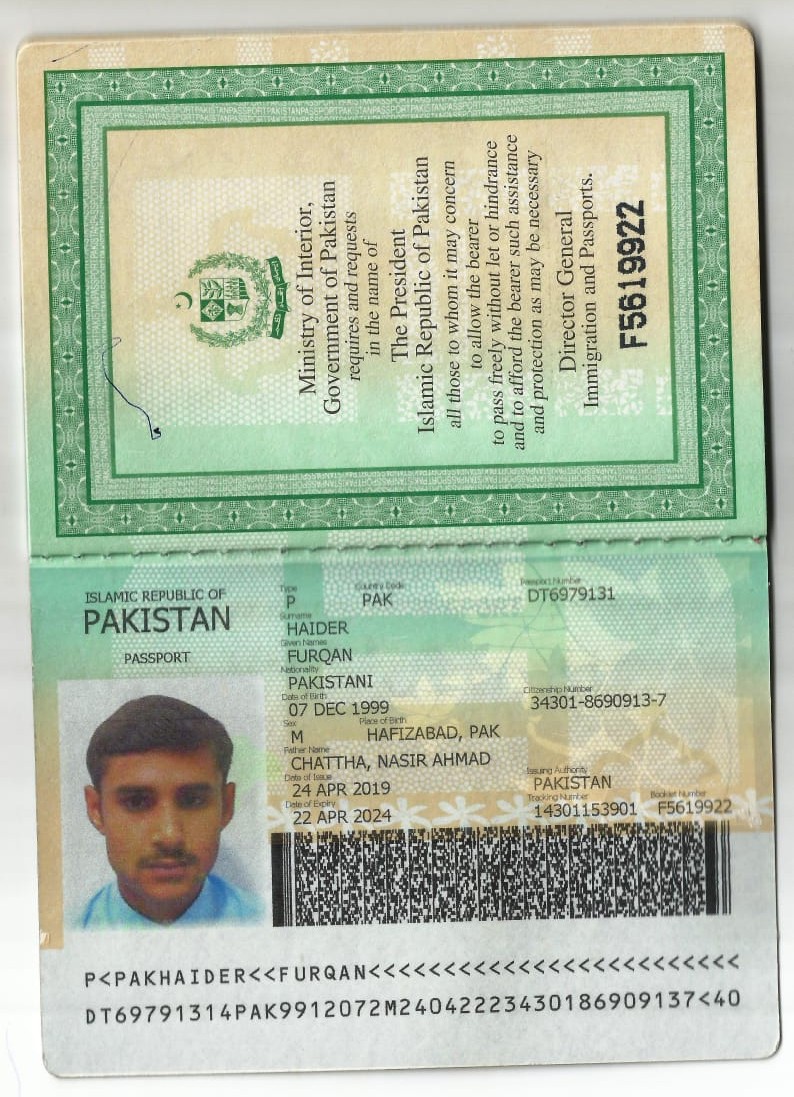 Ministry of Interior,
Government of Pakistan
requires and requests
in the name of
The President
Islamic Republic of Pakistan
all those to whom it may concern
to allow the bearer
to pass freely without let or hindrance
and to afford the bearer such assistance
and protection as may be necessary
Director General
Immigration and Passports.
F5619922
ISLAMIC REPUBLIC OF
PAKISTAN
PASSPORT
Type Country Code Passport Number
P PAK DT6979131
Surname
HAIDER
Given Names
FURQAN
Nationality
PAKISTANI
Date of Birth Citizenship Number
07 DEC 1999 34301-8690913-7
Sex Place of Birth
M HAFIZABAD, PAK
Father Name
CHATTHA, NASIR AHMAD
Date of Issue Issuing Authority
24 APR 2019 PAKISTAN
Date of Expiry Tracking Number Booklet Number
22 APR 2024 14301153901 F5619922
P<PAKHAIDER<<FURQAN<<<<<<<<<<<<<<<<<<<<<<<<<
DT69791314PAK9912072M24042223430186909137<40